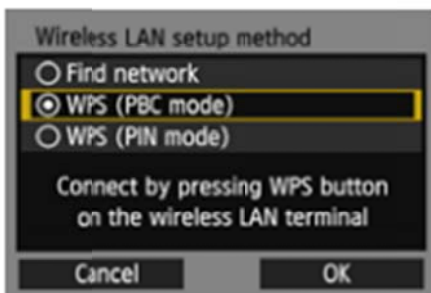 Wireless LAN setup method
Find network
WPS (PBC mode)
WPS (PIN mode)
Connect by pressing WPS button
on the wireless LAN terminal
Cancel OK